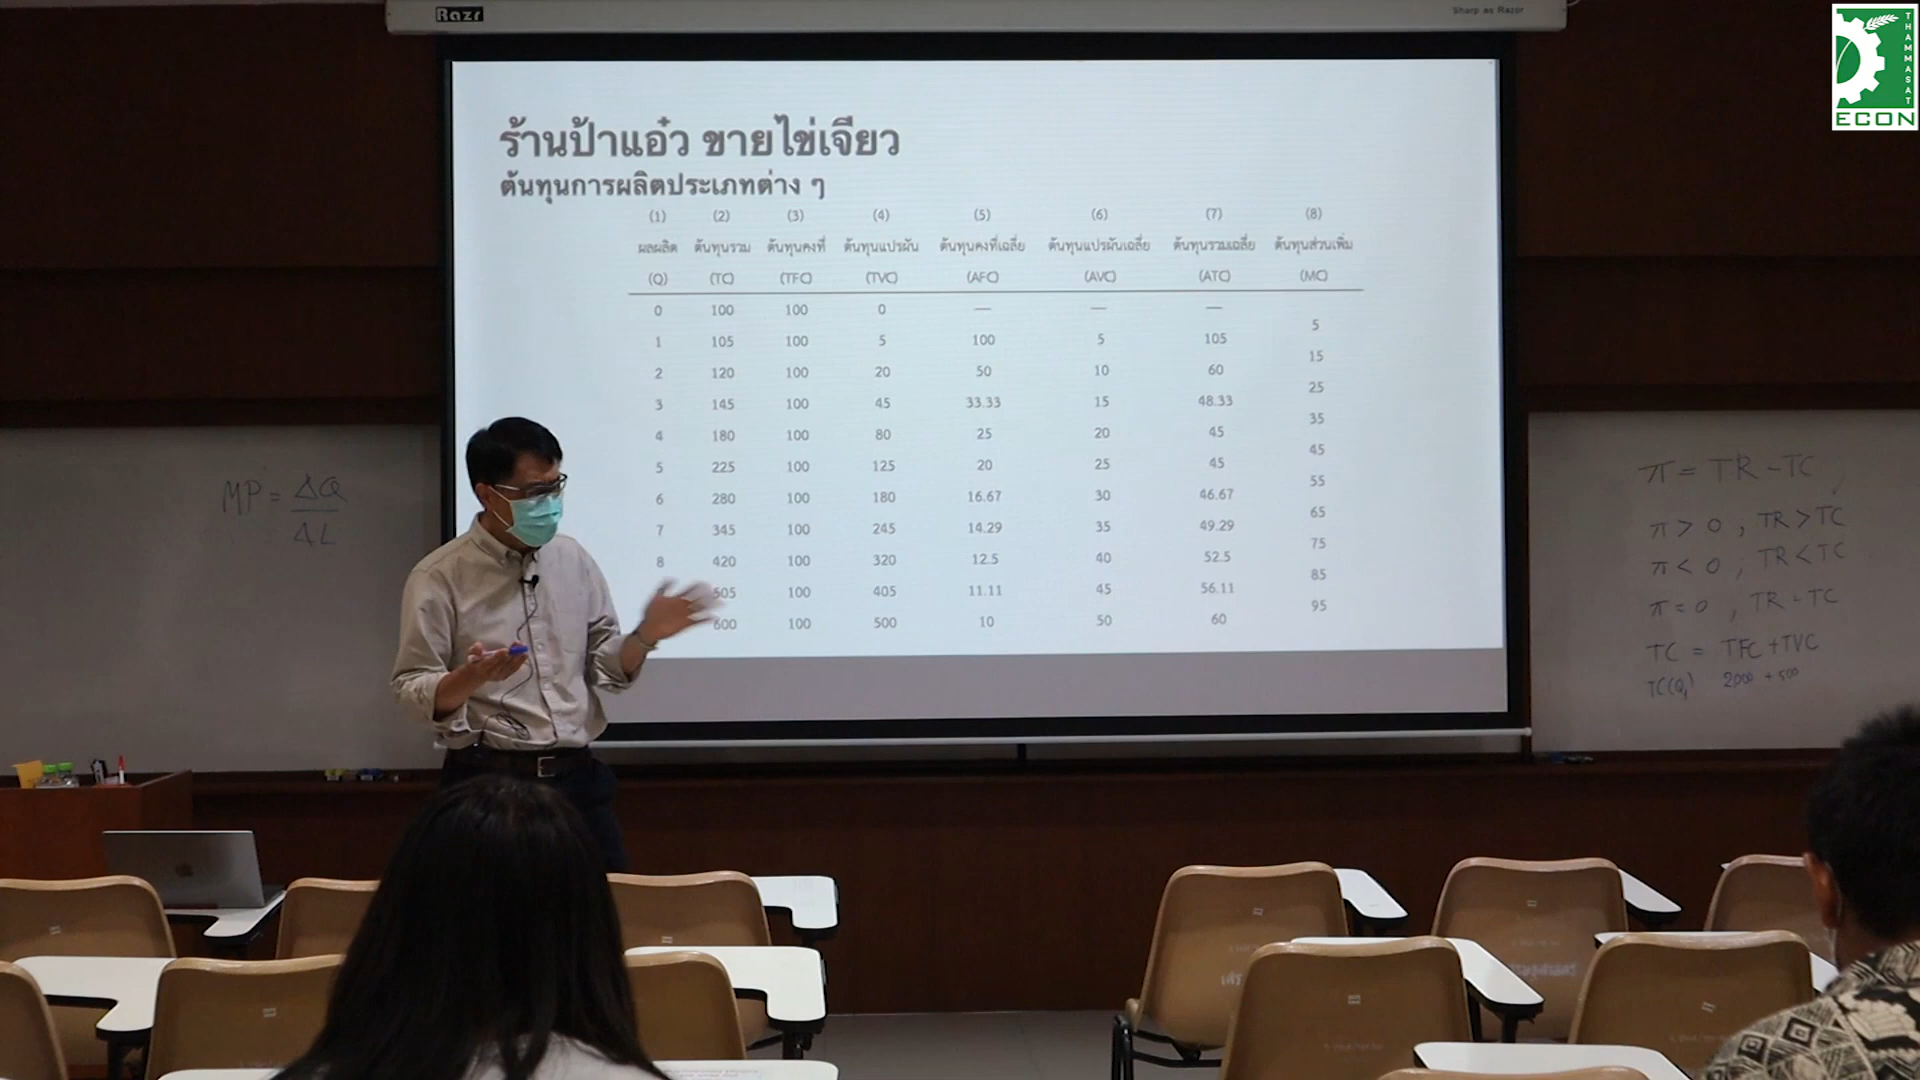 Razr
Sharp as Razor
THAMMASAT
ECON
ร้านป้าแอ๋ว ขายไข่เจียว
ต้นทุนการผลิตประเภทต่าง ๆ
(1) (2) (3) (4) (5) (6) (7) (8)
ผลผลิต ต้นทุนรวม ต้นทุนคงที่ ต้นทุนแปรผัน ต้นทุนคงที่เฉลี่ย ต้นทุนแปรผันเฉลี่ย ต้นทุนรวมเฉลี่ย ต้นทุนส่วนเพิ่ม
(Q) (TC) (TFC) (TVC) (AFC) (AVC) (ATC) (MC)
0 100 100 0 — — —
5
1 105 100 5 100 5 105
15
2 120 100 20 50 10 60
25
3 145 100 45 33.33 15 48.33
35
4 180 100 80 25 20 45
45
5 225 100 125 20 25 45
55
6 280 100 180 16.67 30 46.67
65
7 345 100 245 14.29 35 49.29
75
8 420 100 320 12.5 40 52.5
85
505 100 405 11.11 45 56.11
95
600 100 500 10 50 60
MP = ΔQ
ΔL
π = TR - TC
π > 0 , TR > TC
π < 0 , TR < TC
π = 0 , TR = TC
TC = TFC + TVC
TC(Q₁) 2000 + 500